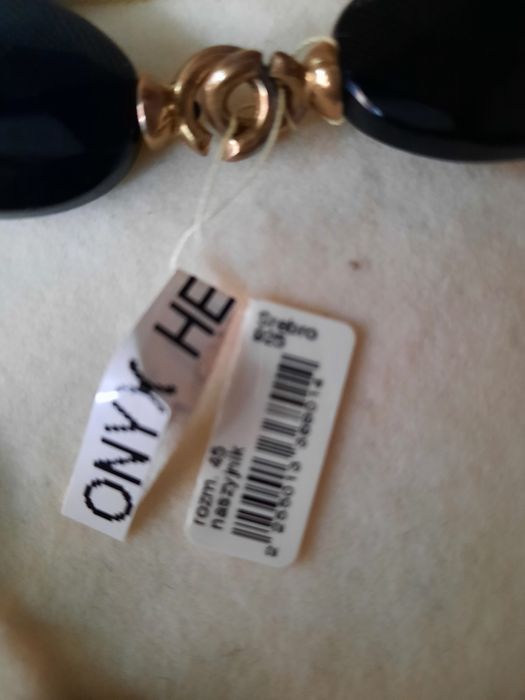 ONYX HE
Srebro
925
rozm. 45
naszyjnik